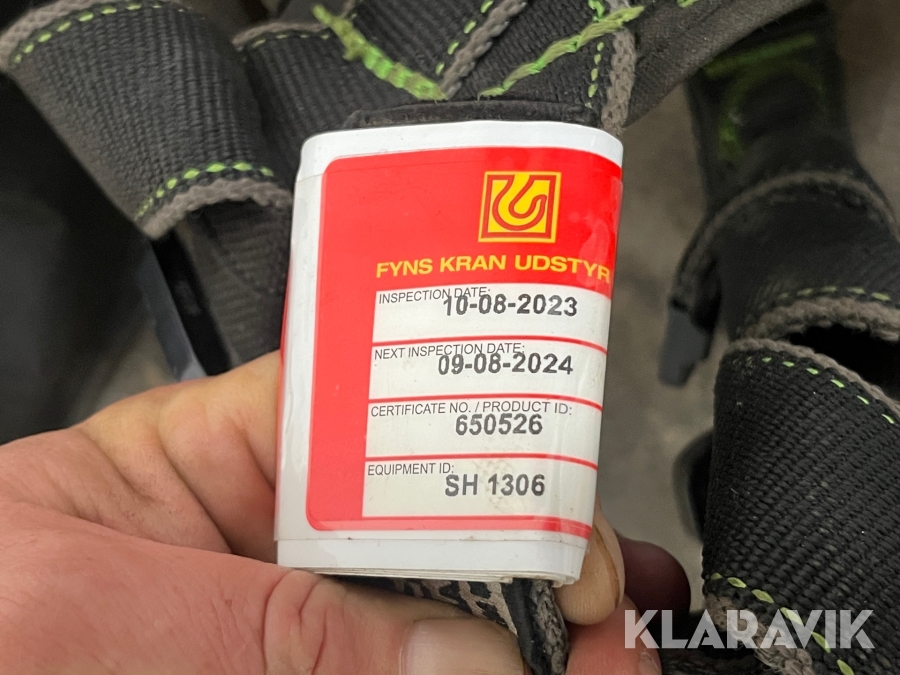 FYNS KRAN UDSTYR
INSPECTION DATE:
10-08-2023
NEXT INSPECTION DATE:
09-08-2024
CERTIFICATE NO. / PRODUCT ID:
650526
EQUIPMENT ID:
SH 1306
KLARAVIK